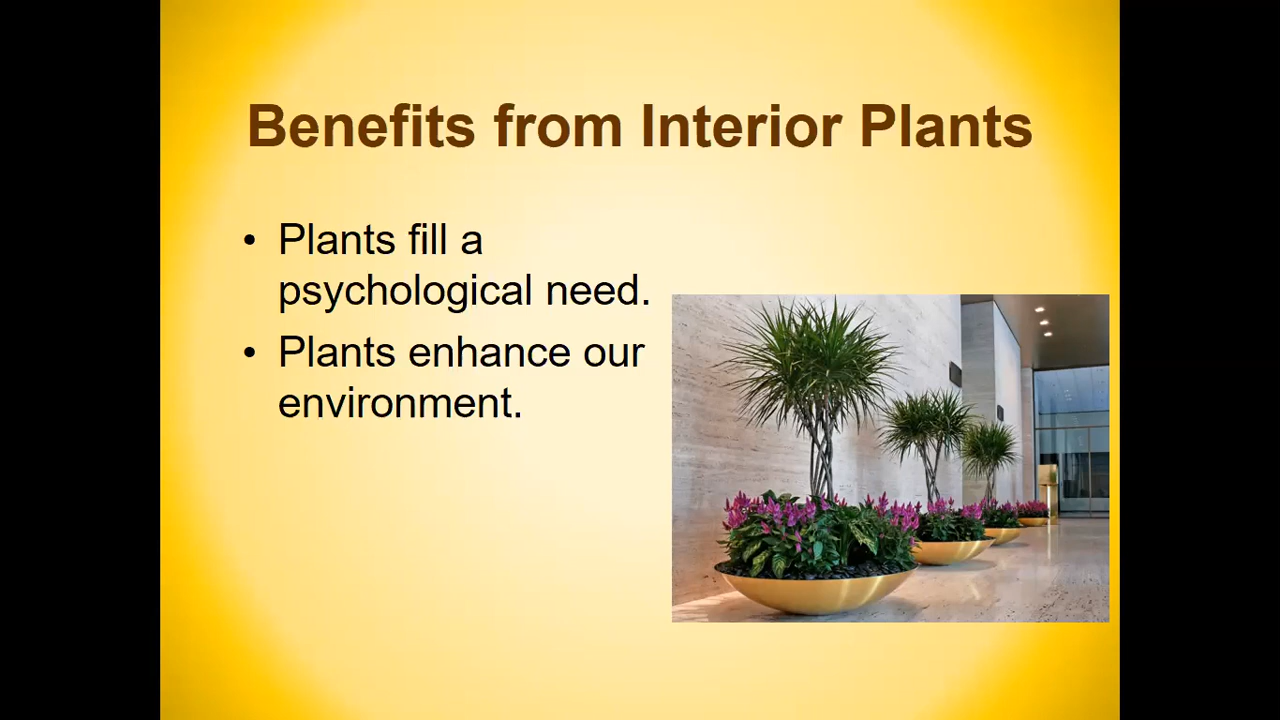 Benefits from Interior Plants
• Plants fill a
psychological need.
• Plants enhance our
environment.